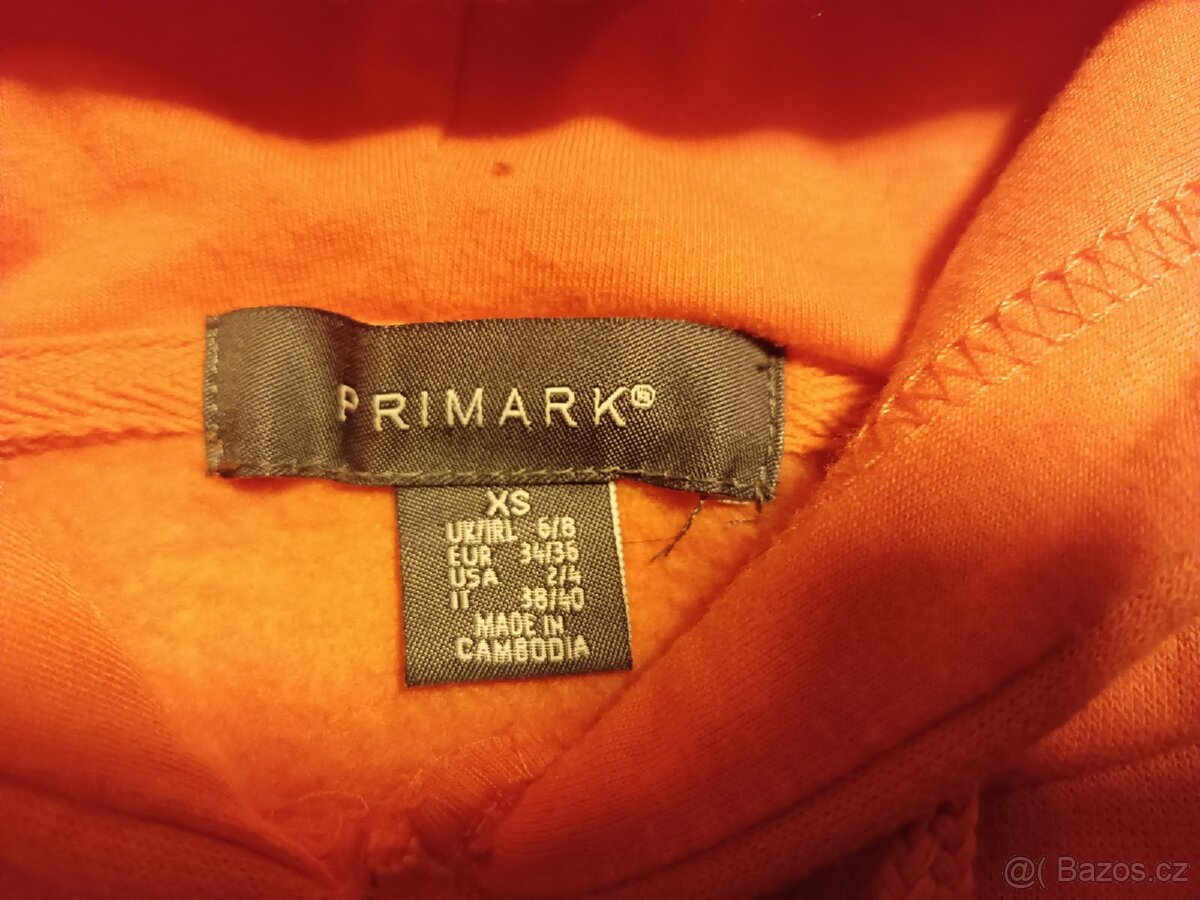 PRIMARK®
XS
UK/IRL 6/8
EUR 34/36
USA 2/4
IT 38/40
MADE IN
CAMBODIA
@( Bazos.cz